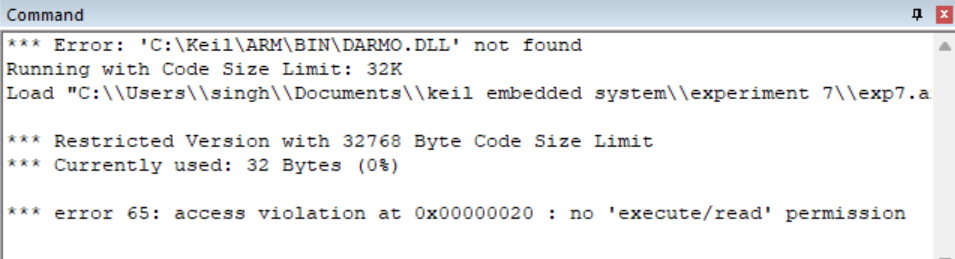 Command
*** Error: 'C:\Keil\ARM\BIN\DARMO.DLL' not found
Running with Code Size Limit: 32K
Load "C:\\Users\\singh\\Documents\\keil embedded system\\experiment 7\\exp7.a
*** Restricted Version with 32768 Byte Code Size Limit
*** Currently used: 32 Bytes (0%)
*** error 65: access violation at 0x00000020 : no 'execute/read' permission